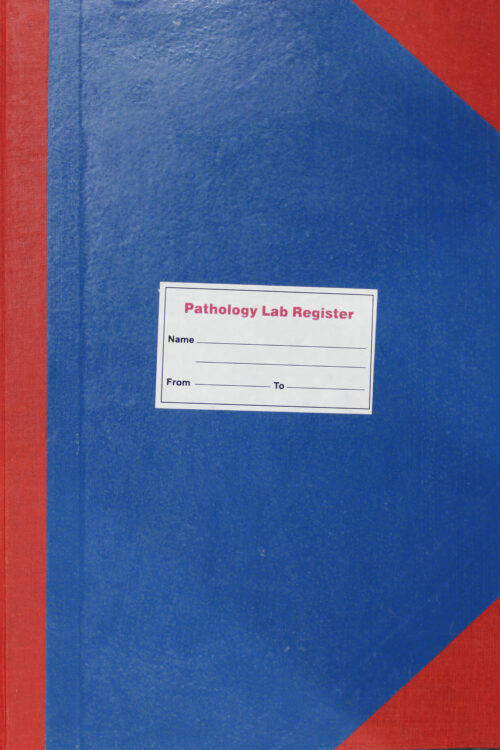 Pathology Lab Register
Name
From To